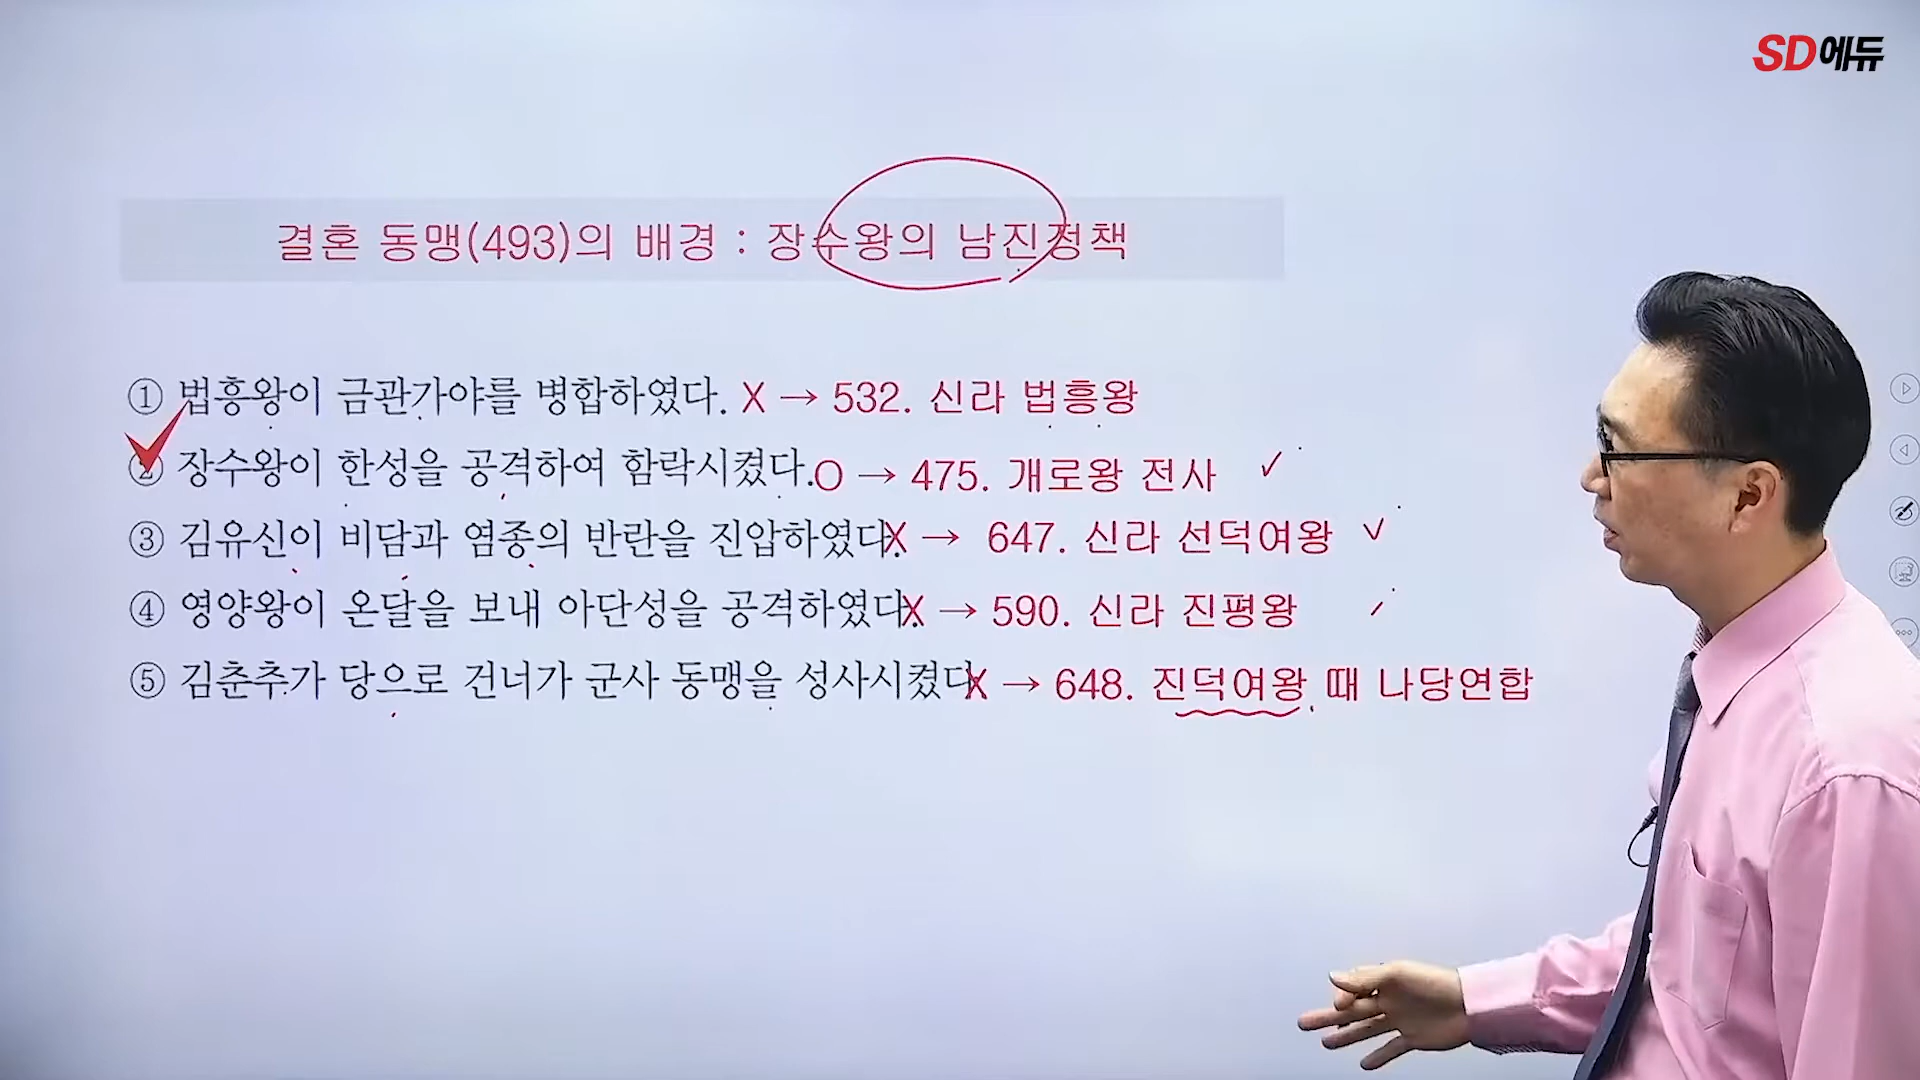 SD에듀
결혼 동맹(493)의 배경 : 장수왕의 남진정책
① 법흥왕이 금관가야를 병합하였다. X → 532. 신라 법흥왕
② 장수왕이 한성을 공격하여 함락시켰다. O → 475. 개로왕 전사
③ 김유신이 비담과 염종의 반란을 진압하였다. X → 647. 신라 선덕여왕
④ 영양왕이 온달을 보내 아단성을 공격하였다. X → 590. 신라 진평왕
⑤ 김춘추가 당으로 건너가 군사 동맹을 성사시켰다. X → 648. 진덕여왕 때 나당연합